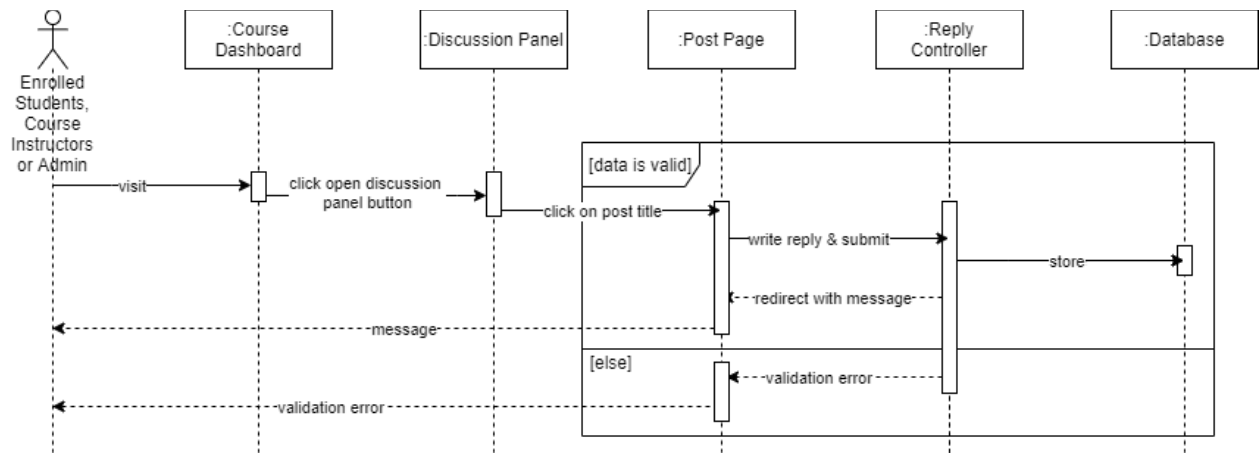 :Course
Dashboard
:Discussion Panel
:Post Page
:Reply
Controller
:Database
Enrolled
Students,
Course
Instructors
or Admin
[data is valid]
visit
click open discussion
panel button
click on post title
write reply & submit
store
redirect with message
message
[else]
validation error
validation error